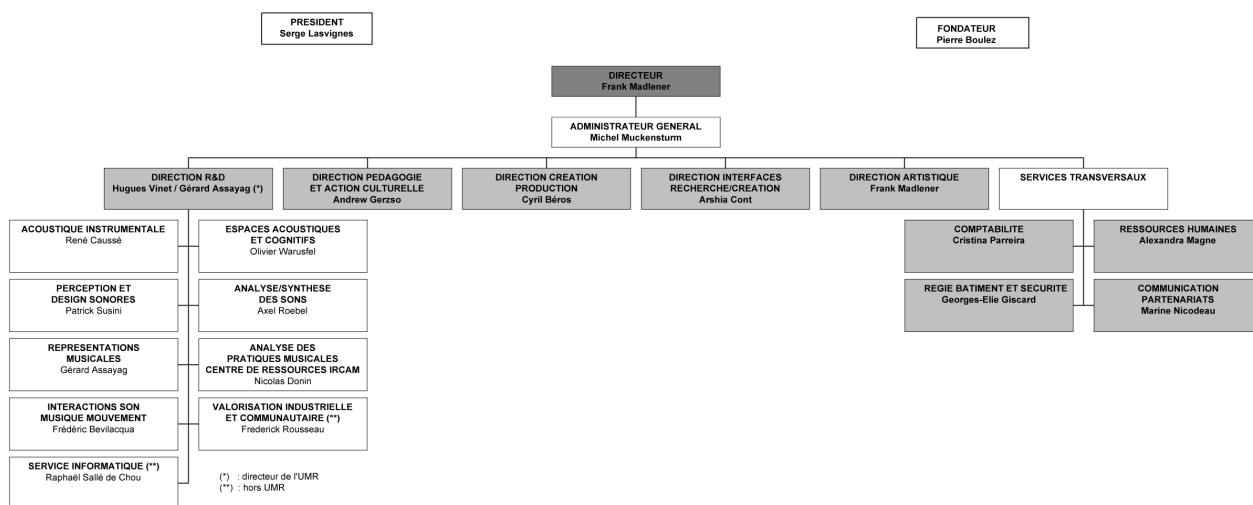 PRESIDENT
Serge Lasvignes
FONDATEUR
Pierre Boulez
DIRECTEUR
Frank Madlener
ADMINISTRATEUR GENERAL
Michel Muckensturm
DIRECTION R&D
Hugues Vinet / Gérard Assayag (*)
DIRECTION PEDAGOGIE
ET ACTION CULTURELLE
Andrew Gerzso
DIRECTION CREATION
PRODUCTION
Cyril Béros
DIRECTION INTERFACES
RECHERCHE/CREATION
Arshia Cont
DIRECTION ARTISTIQUE
Frank Madlener
SERVICES TRANSVERSAUX
ACOUSTIQUE INSTRUMENTALE
René Caussé
ESPACES ACOUSTIQUES
ET COGNITIFS
Olivier Warusfel
PERCEPTION ET
DESIGN SONORES
Patrick Susini
ANALYSE/SYNTHESE
DES SONS
Axel Roebel
REPRESENTATIONS
MUSICALES
Gérard Assayag
ANALYSE DES
PRATIQUES MUSICALES
CENTRE DE RESSOURCES IRCAM
Nicolas Donin
INTERACTIONS SON
MUSIQUE MOUVEMENT
Frédéric Bevilacqua
VALORISATION INDUSTRIELLE
ET COMMUNAUTAIRE (**)
Frederick Rousseau
SERVICE INFORMATIQUE (**)
Raphaël Sallé de Chou
COMPTABILITE
Cristina Parreira
RESSOURCES HUMAINES
Alexandra Magne
REGIE BATIMENT ET SECURITE
Georges-Elie Giscard
COMMUNICATION
PARTENARIATS
Marine Nicodeau
(*) : directeur de l'UMR
(**) : hors UMR